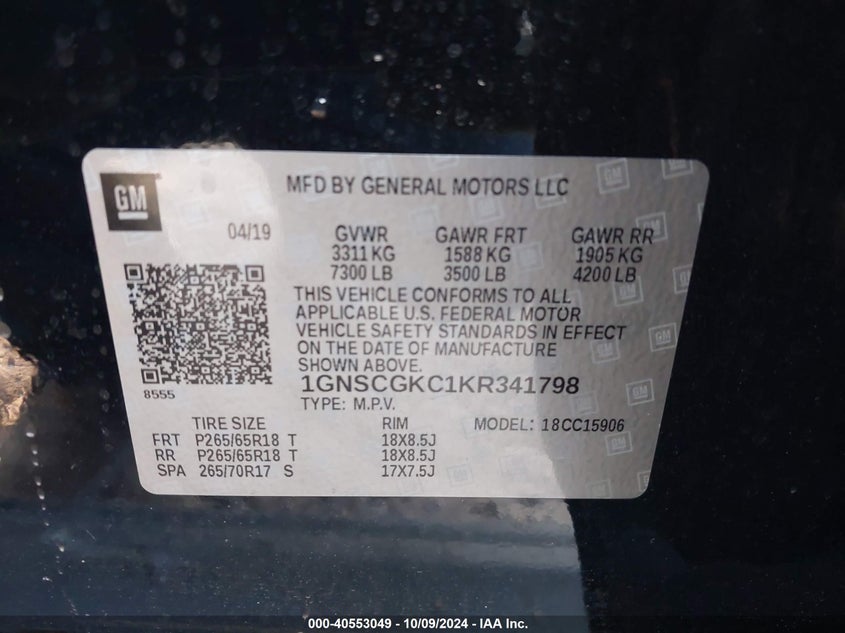 GM
MFD BY GENERAL MOTORS LLC
04/19 GVWR GAWR FRT GAWR RR
3311 KG 1588 KG 1905 KG
7300 LB 3500 LB 4200 LB
THIS VEHICLE CONFORMS TO ALL
APPLICABLE U.S. FEDERAL MOTOR
VEHICLE SAFETY STANDARDS IN EFFECT
ON THE DATE OF MANUFACTURE
SHOWN ABOVE.
8555
1GNSCGKC1KR341798
TYPE: M.P.V.
TIRE SIZE RIM MODEL: 18CC15906
FRT P265/65R18 T 18X8.5J
RR P265/65R18 T 18X8.5J
SPA 265/70R17 S 17X7.5J
000-40553049 - 10/09/2024 - IAA Inc.